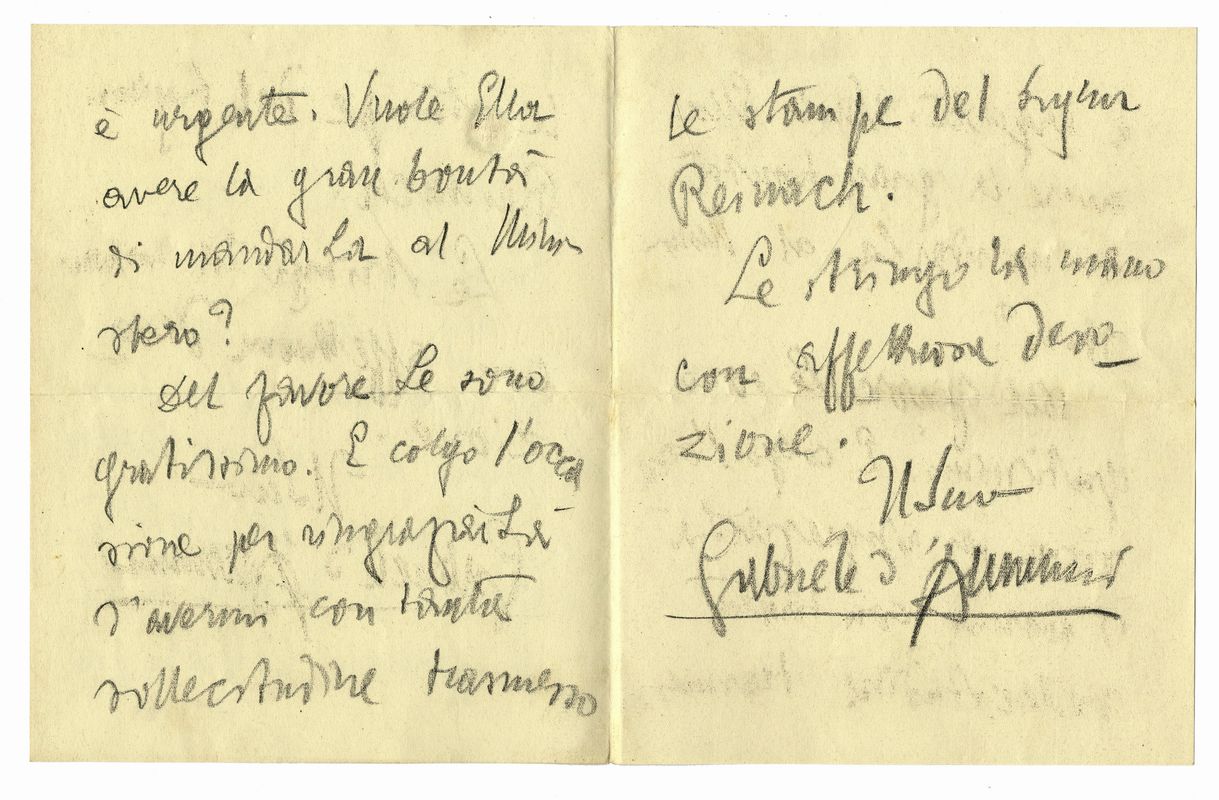 è urgente. Vuole Ella
avere la gran bontà
di mandarLa al Mini-
stero?
Del favore Le sono
gratissimo. E colgo l'occa
sione per ringraziarLa
d'avermi con tanta
sollecitudine trasmesso
le stampe del signor
Reinach.
Le stringo la mano
con affettuosa devo_
zione.
Il Suo
Gabriele d'Annunzio